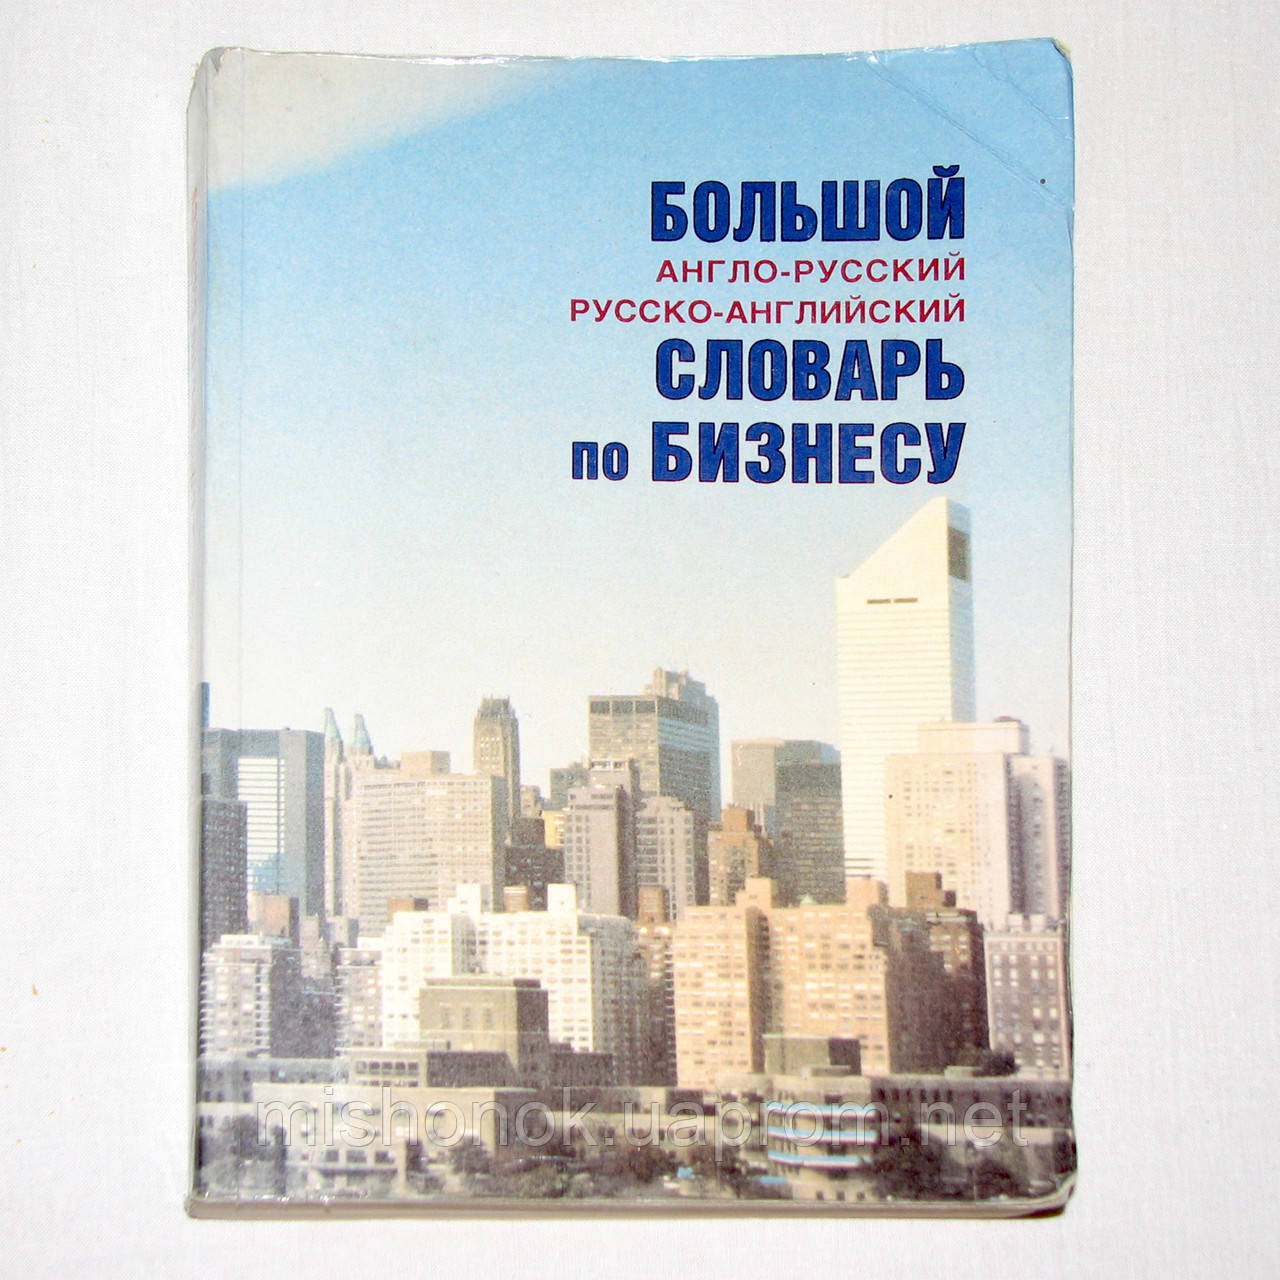 БОЛЬШОЙ
АНГЛО-РУССКИЙ
РУССКО-АНГЛИЙСКИЙ
СЛОВАРЬ
по БИЗНЕСУ
mishonok.uaprom.net